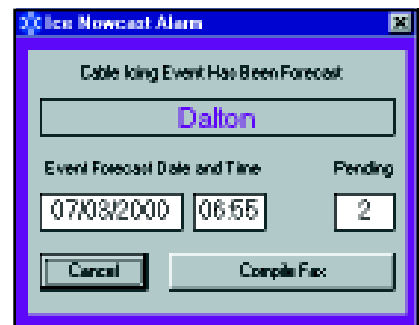 Ice Nowcast Alarm
Cable Icing Event Has Been Forecast
Dalton
Event Forecast Date and Time Pending
07/03/2000 06:55 2
Cancel Compile Fax